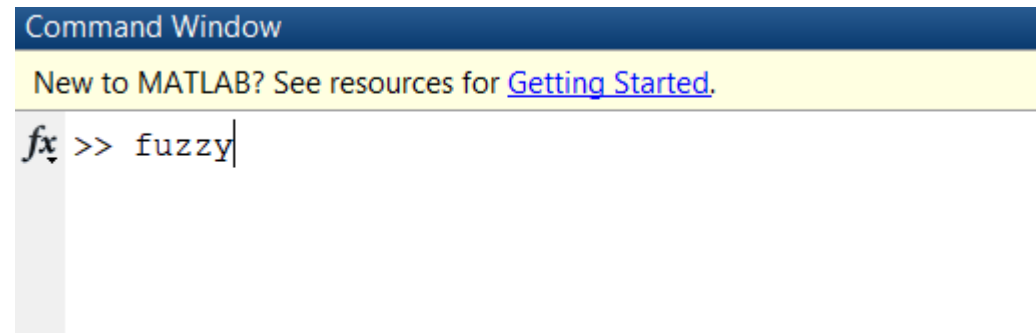 Command Window
New to MATLAB? See resources for Getting Started.
fx >> fuzzy